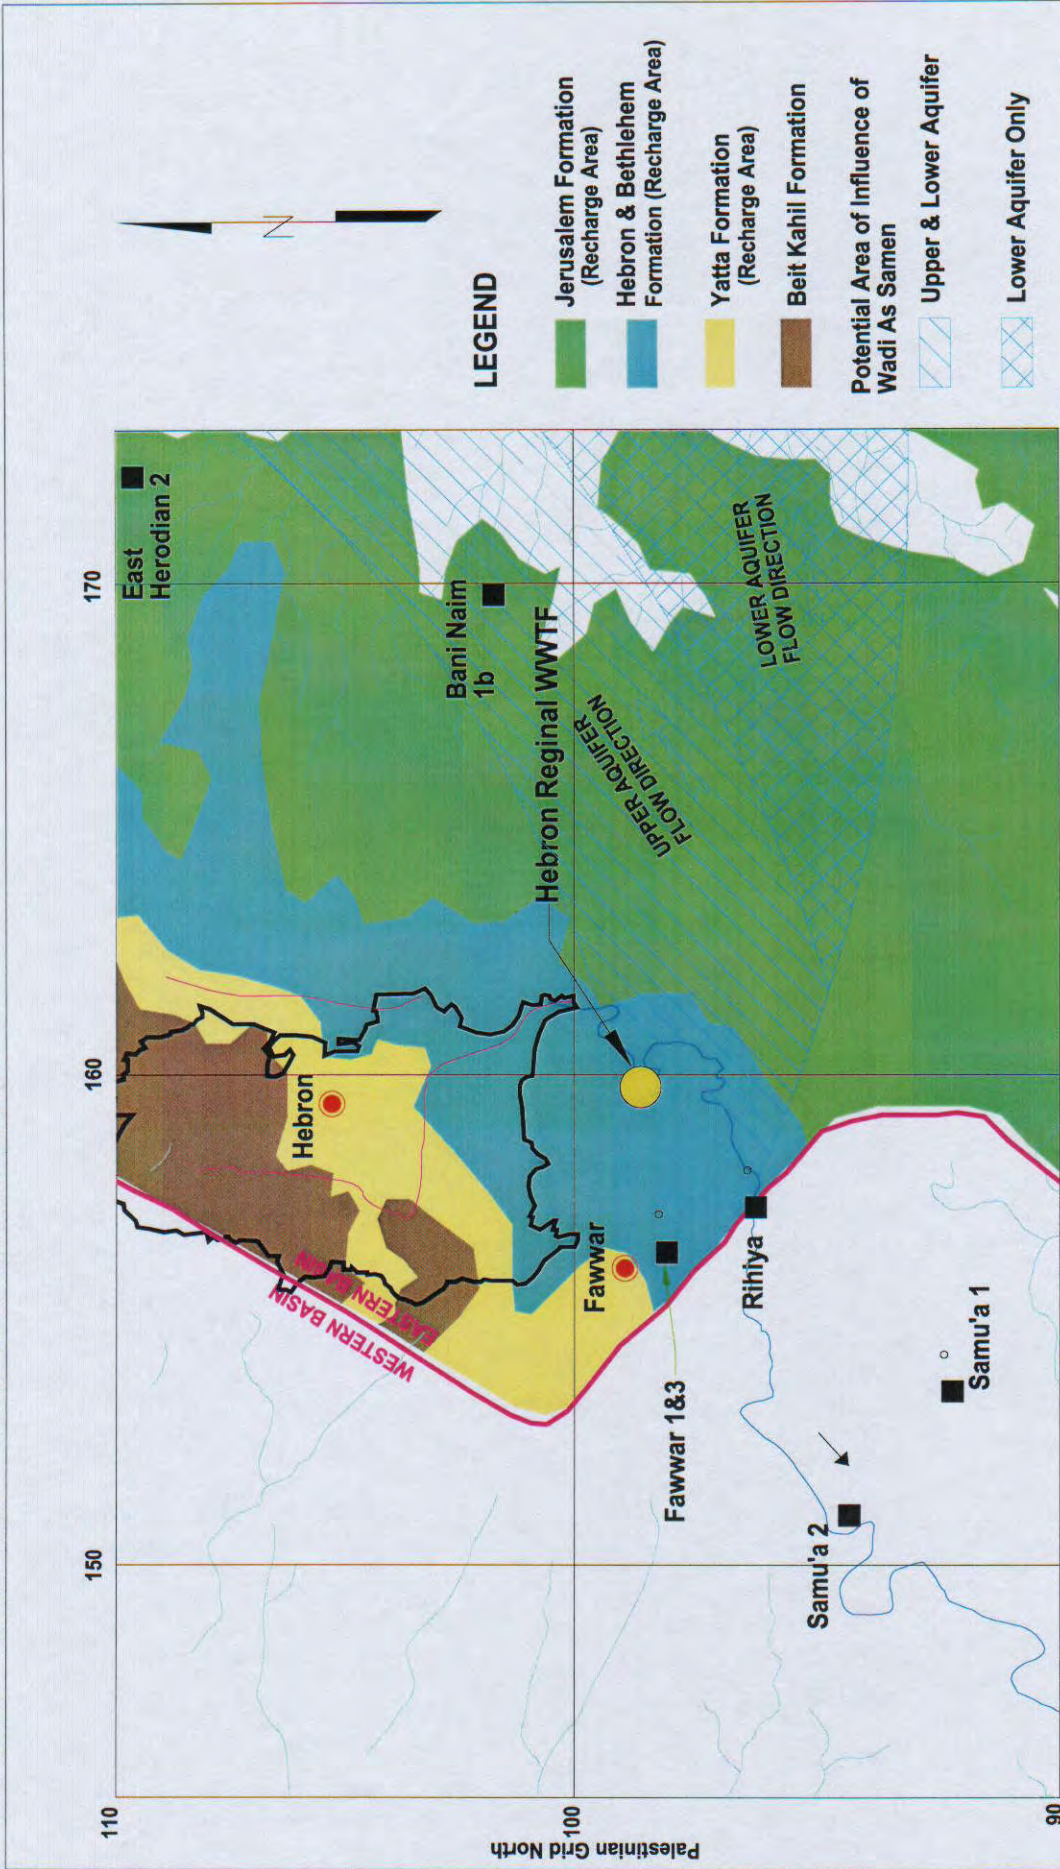 110
100
90
Palestinian Grid North
150
160
170
East
Herodian 2
Bani Naim
1b
Hebron Reginal WWTF
Hebron
UPPER AQUIFER
FLOW DIRECTION
LOWER AQUIFER
FLOW DIRECTION
EASTERN BASIN
WESTERN BASIN
Fawwar
Fawwar 1&3
Rihiya
Samu'a 1
Samu'a 2
N
LEGEND
Jerusalem Formation
(Recharge Area)
Hebron & Bethlehem
Formation (Recharge Area)
Yatta Formation
(Recharge Area)
Beit Kahil Formation
Potential Area of Influence of
Wadi As Samen
Upper & Lower Aquifer
Lower Aquifer Only